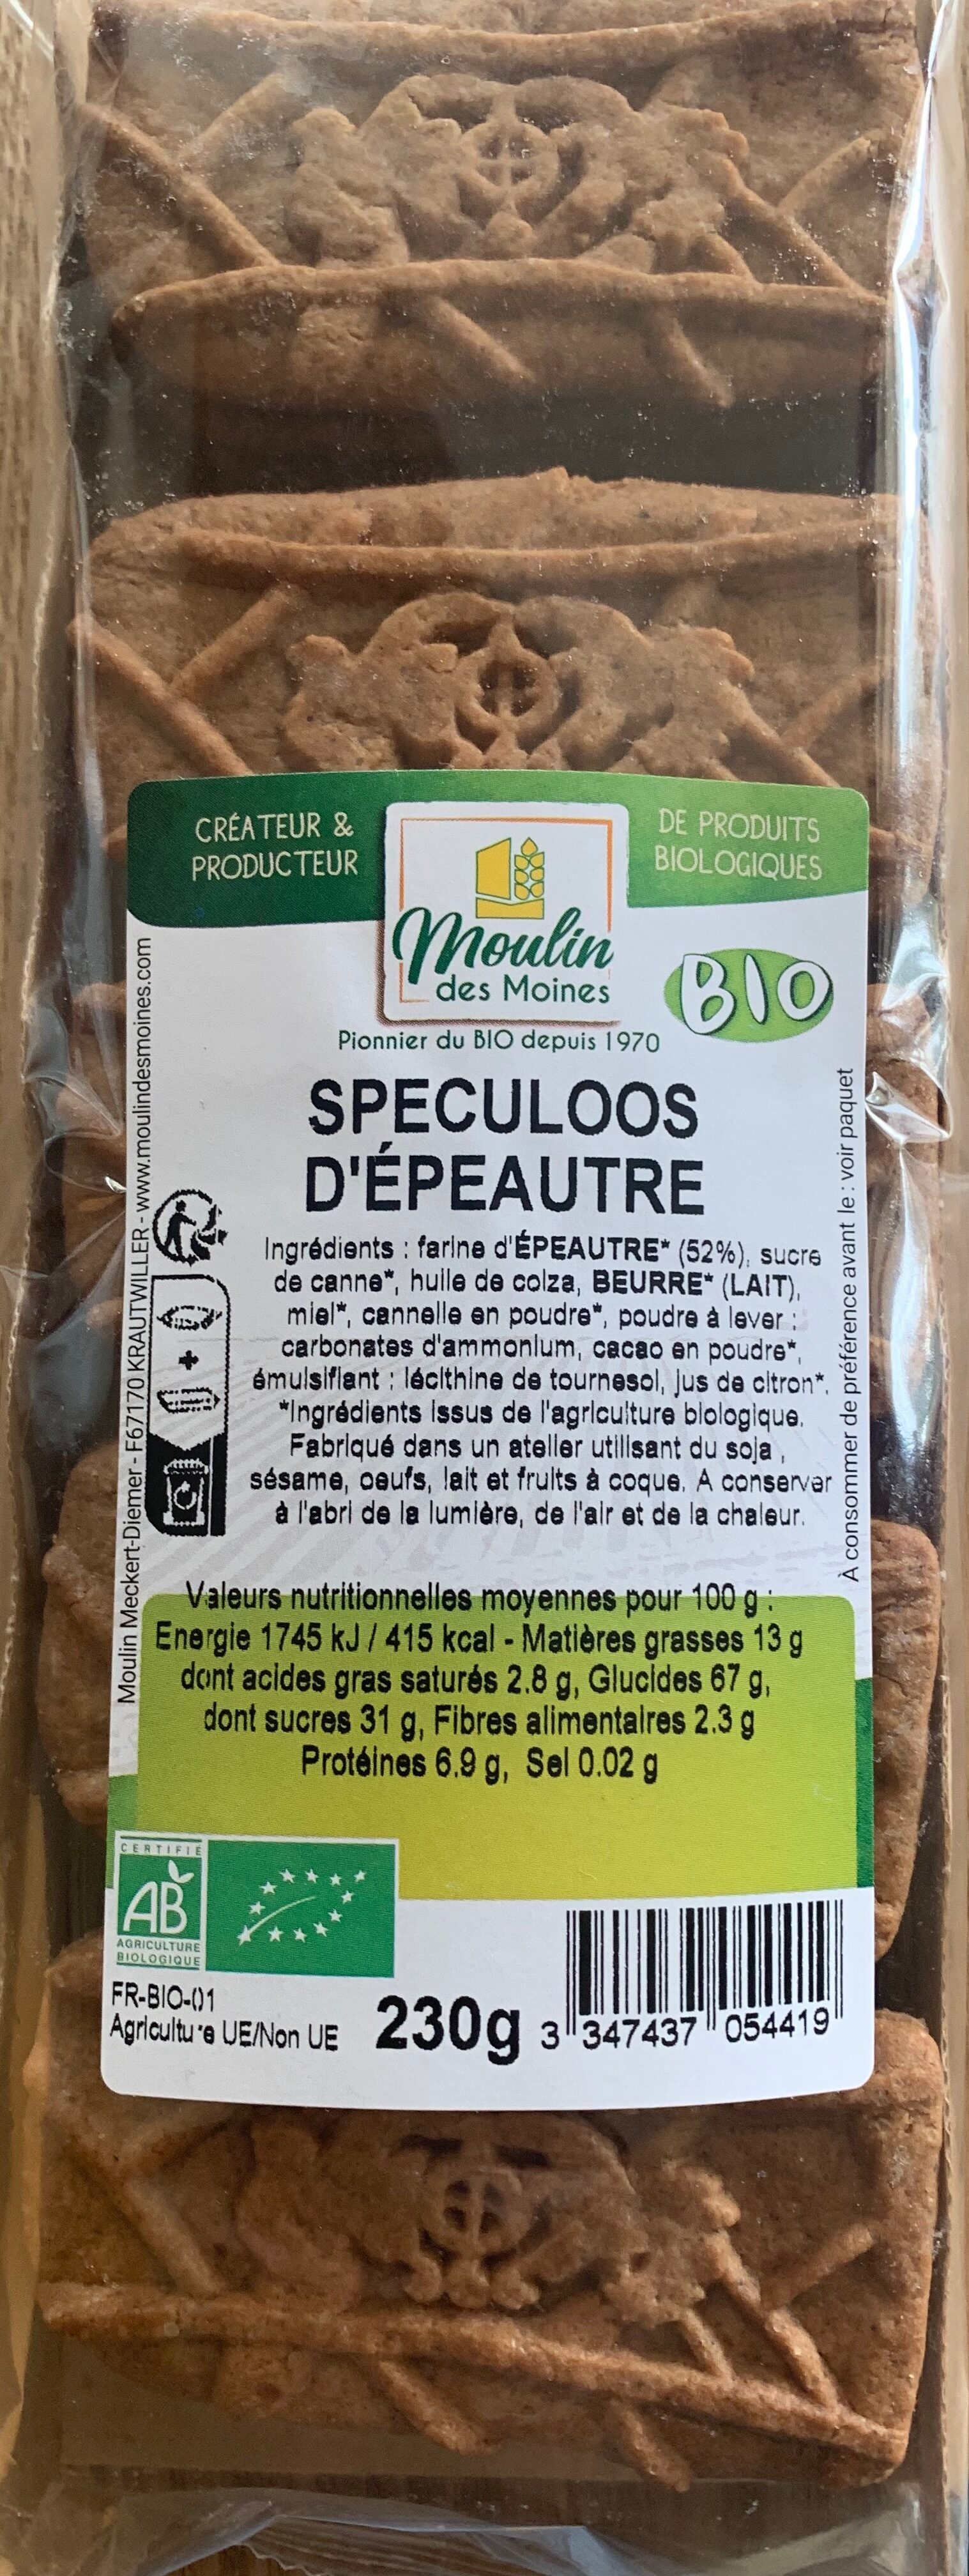 CRÉATEUR &
PRODUCTEUR
DE PRODUITS
BIOLOGIQUES
Moulin
des Moines
BIO
Pionnier du BIO depuis 1970
SPECULOOS
D'ÉPEAUTRE
Ingrédients : farine d'ÉPEAUTRE* (52%), sucre
de canne*, huile de colza, BEURRE* (LAIT),
miel*, cannelle en poudre*, poudre à lever :
carbonates d'ammonium, cacao en poudre*,
émulsifiant : lécithine de tournesol, jus de citron*.
*Ingrédients issus de l'agriculture biologique.
Fabriqué dans un atelier utilisant du soja ,
sésame, oeufs, lait et fruits à coque. A conserver
à l'abri de la lumière, de l'air et de la chaleur.
Moulin Meckert-Diemer - F67170 KRAUTWILLER - www.moulindesmoines.com
À consommer de préférence avant le : voir paquet
Valeurs nutritionnelles moyennes pour 100 g :
Energie 1745 kJ / 415 kcal - Matières grasses 13 g
dont acides gras saturés 2.8 g, Glucides 67 g,
dont sucres 31 g, Fibres alimentaires 2.3 g
Protéines 6.9 g, Sel 0.02 g
CERTIFIÉ
AB
AGRICULTURE
BIOLOGIQUE
FR-BIO-01
Agriculture UE/Non UE
230g
3 347437 054419